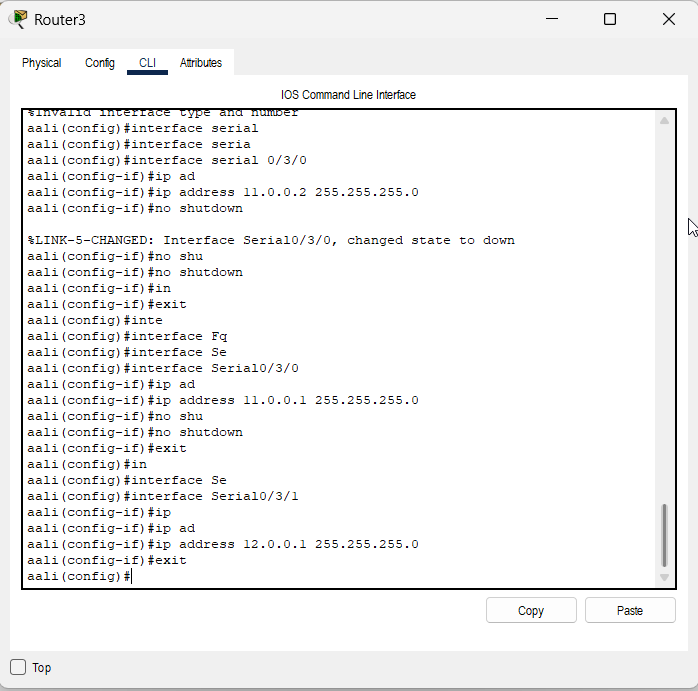 Router3
Physical Config CLI Attributes
IOS Command Line Interface
%Invalid interface type and number
aali(config)#interface serial
aali(config)#interface seria
aali(config)#interface serial 0/3/0
aali(config-if)#ip ad
aali(config-if)#ip address 11.0.0.2 255.255.255.0
aali(config-if)#no shutdown
%LINK-5-CHANGED: Interface Serial0/3/0, changed state to down
aali(config-if)#no shu
aali(config-if)#no shutdown
aali(config-if)#in
aali(config-if)#exit
aali(config)#inte
aali(config)#interface Fq
aali(config)#interface Se
aali(config)#interface Serial0/3/0
aali(config-if)#ip ad
aali(config-if)#ip address 11.0.0.1 255.255.255.0
aali(config-if)#no shu
aali(config-if)#no shutdown
aali(config-if)#exit
aali(config)#in
aali(config)#interface Se
aali(config)#interface Serial0/3/1
aali(config-if)#ip
aali(config-if)#ip ad
aali(config-if)#ip address 12.0.0.1 255.255.255.0
aali(config-if)#exit
aali(config)#
Copy Paste
Top